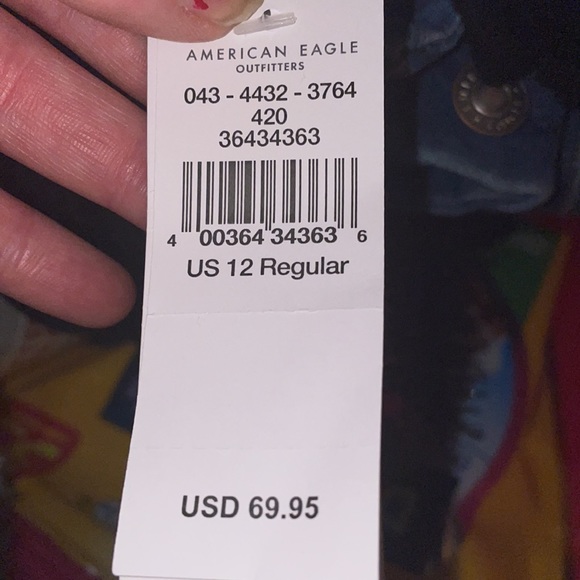 AMERICAN EAGLE
OUTFITTERS
043 - 4432 - 3764
420
36434363
4 00364 34363 6
US 12 Regular
USD 69.95